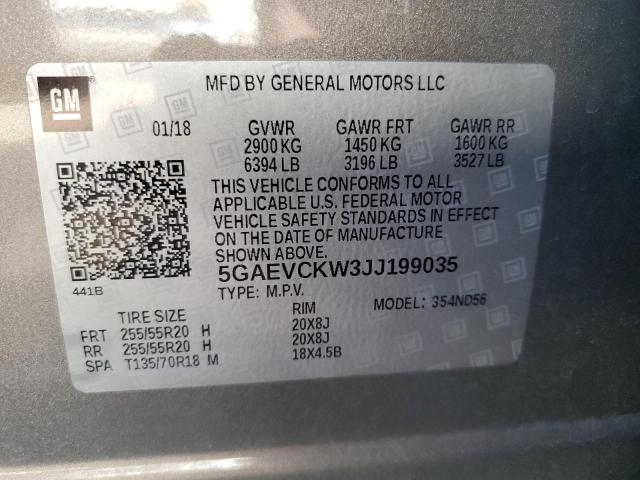 GM
MFD BY GENERAL MOTORS LLC
01/18 GVWR GAWR FRT GAWR RR
2900 KG 1450 KG 1600 KG
6394 LB 3196 LB 3527 LB
THIS VEHICLE CONFORMS TO ALL
APPLICABLE U.S. FEDERAL MOTOR
VEHICLE SAFETY STANDARDS IN EFFECT
ON THE DATE OF MANUFACTURE
SHOWN ABOVE.
5GAEVCKW3JJ199035
441B
TYPE: M.P.V. MODEL: 354ND56
TIRE SIZE RIM
FRT 255/55R20 H 20X8J
RR 255/55R20 H 20X8J
SPA T135/70R18 M 18X4.5B